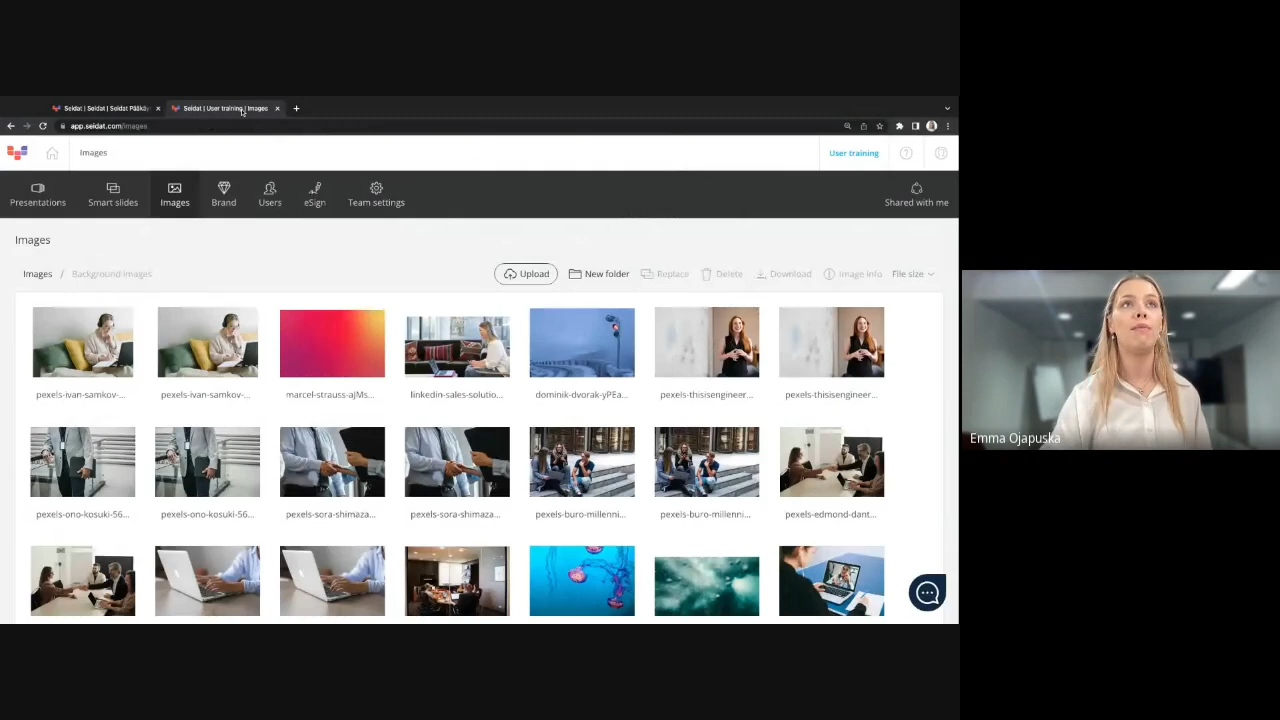 Seidat | Seidat | Seidat Pääkäy
Seidat | User training | Images
app.seidat.com/images
Images
User training
Presentations
Smart slides
Images
Brand
Users
eSign
Team settings
Shared with me
Images
Images / Background images
Upload
New folder
Replace
Delete
Download
Image info
File size
pexels-ivan-samkov-...
pexels-ivan-samkov-...
marcel-strauss-ajMs...
linkedin-sales-solutio...
dominik-dvorak-yPEa...
pexels-thisisengineer...
pexels-thisisengineer...
pexels-ono-kosuki-56...
pexels-ono-kosuki-56...
pexels-sora-shimaza...
pexels-sora-shimaza...
pexels-buro-millenni...
pexels-buro-millenni...
pexels-edmond-dant...
Emma Ojapuska